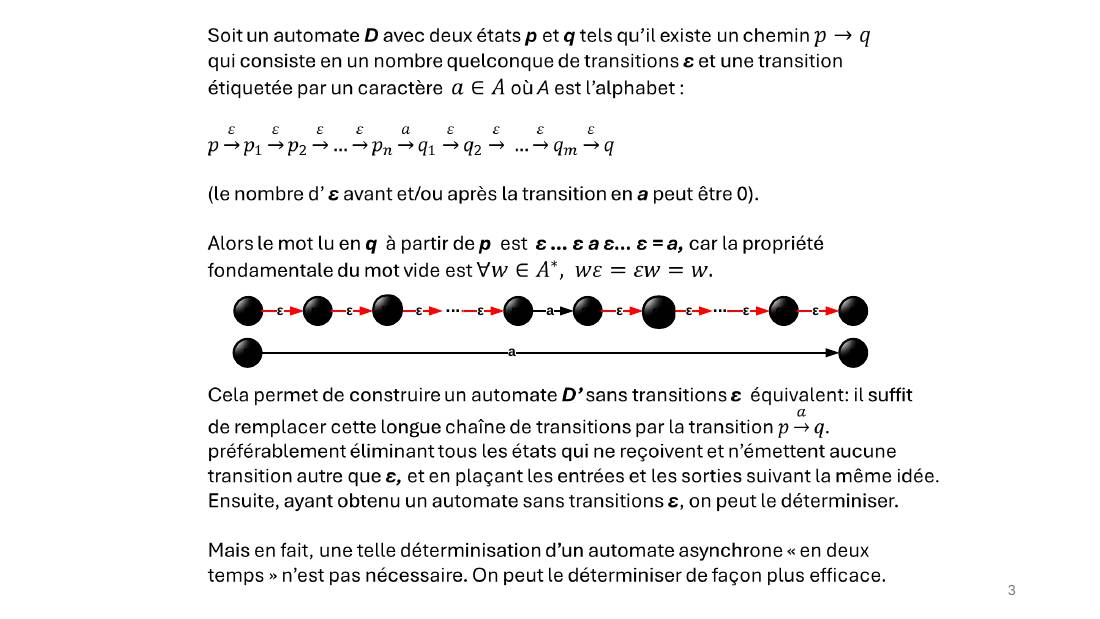 Soit un automate D avec deux états p et q tels qu'il existe un chemin p → q
qui consiste en un nombre quelconque de transitions ε et une transition
étiquetée par un caractère a ∈ A où A est l'alphabet :
ε ε ε ε a ε ε ε ε
p → p₁ → p₂ → … → pₙ → q₁ → q₂ → … → qₘ → q
(le nombre d' ε avant et/ou après la transition en a peut être 0).
Alors le mot lu en q à partir de p est ε ... ε a ε... ε = a, car la propriété
fondamentale du mot vide est ∀w ∈ A*, wε = εw = w.
ε ε ε ··· ε a ε ε ··· ε ε
a
Cela permet de construire un automate D' sans transitions ε équivalent: il suffit
a
de remplacer cette longue chaîne de transitions par la transition p → q.
préférablement éliminant tous les états qui ne reçoivent et n'émettent aucune
transition autre que ε, et en plaçant les entrées et les sorties suivant la même idée.
Ensuite, ayant obtenu un automate sans transitions ε, on peut le déterminiser.
Mais en fait, une telle déterminisation d'un automate asynchrone « en deux
temps » n'est pas nécessaire. On peut le déterminiser de façon plus efficace.
3